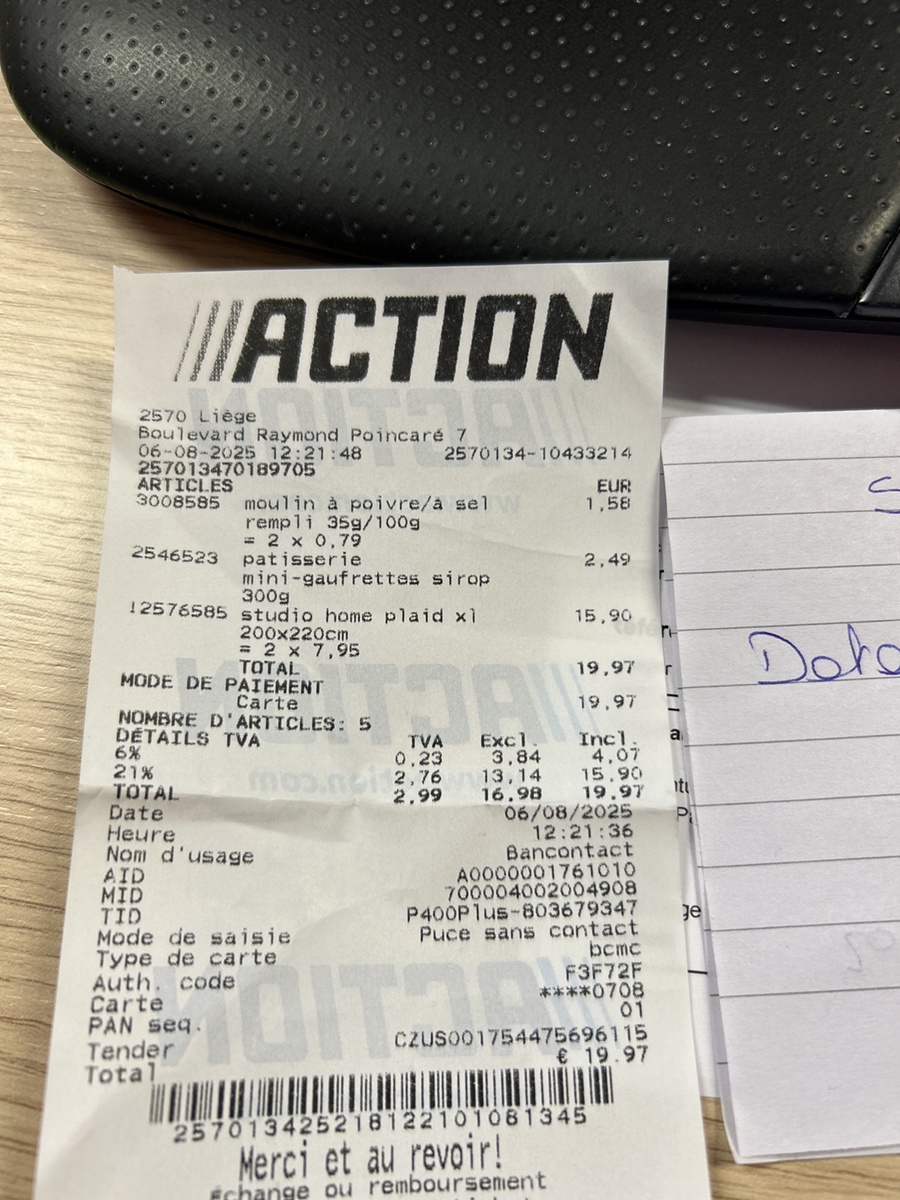 ACTION
2570 Liège
Boulevard Raymond Poincaré 7
06-08-2025 12:21:48 2570134-10433214
257013470189705
ARTICLES EUR
3008585 moulin à poivre/à sel 1,58
rempli 35g/100g
= 2 x 0,79
2546523 patisserie 2,49
mini-gaufrettes sirop
300g
!2576585 studio home plaid xl 15,90
200x220cm
= 2 x 7,95
TOTAL 19,97
MODE DE PAIEMENT
Carte 19,97
NOMBRE D'ARTICLES: 5
DÉTAILS TVA TVA Excl. Incl.
6% 0,23 3,84 4,07
21% 2,76 13,14 15,90
TOTAL 2,99 16,98 19,97
Date 06/08/2025
Heure 12:21:36
Nom d'usage Bancontact
AID A0000001761010
MID 700004002004908
TID P400Plus-803679347
Mode de saisie Puce sans contact
Type de carte bcmc
Auth. code F3F72F
Carte ****0708
PAN seq. 01
Tender CZUS001754475696115
Total € 19.97
257013425218122101081345
Merci et au revoir!
échange ou remboursement